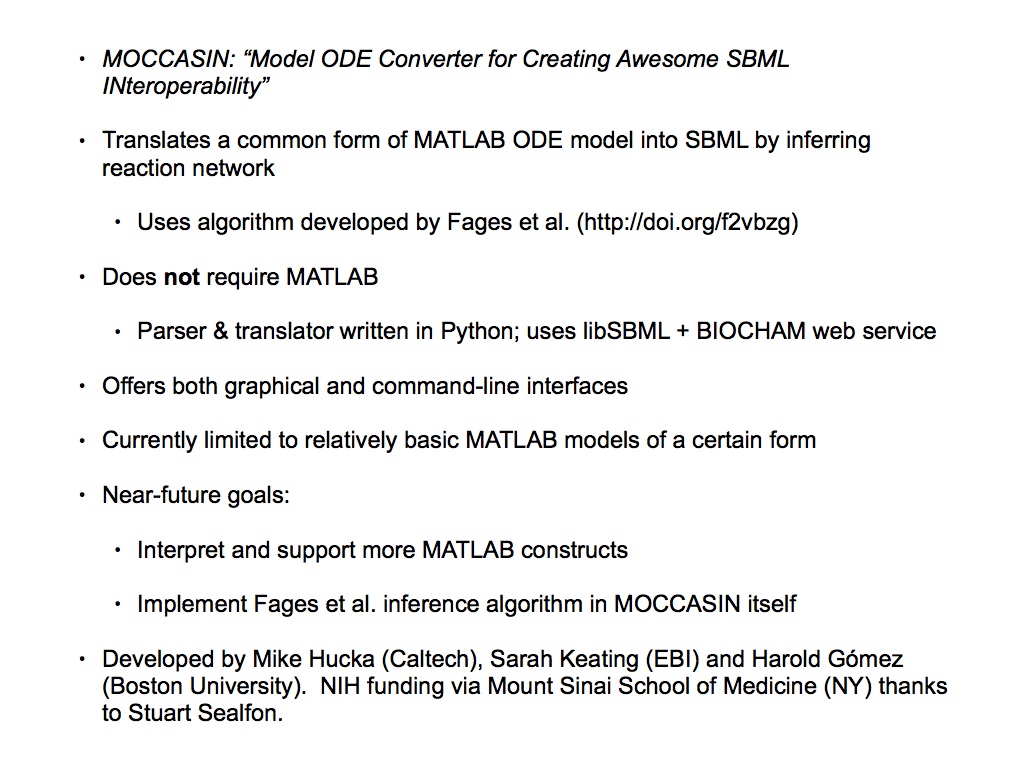 • MOCCASIN: “Model ODE Converter for Creating Awesome SBML
INteroperability”
• Translates a common form of MATLAB ODE model into SBML by inferring
reaction network
• Uses algorithm developed by Fages et al. (http://doi.org/f2vbzg)
• Does not require MATLAB
• Parser & translator written in Python; uses libSBML + BIOCHAM web service
• Offers both graphical and command-line interfaces
• Currently limited to relatively basic MATLAB models of a certain form
• Near-future goals:
• Interpret and support more MATLAB constructs
• Implement Fages et al. inference algorithm in MOCCASIN itself
• Developed by Mike Hucka (Caltech), Sarah Keating (EBI) and Harold Gómez
(Boston University).  NIH funding via Mount Sinai School of Medicine (NY) thanks
to Stuart Sealfon.